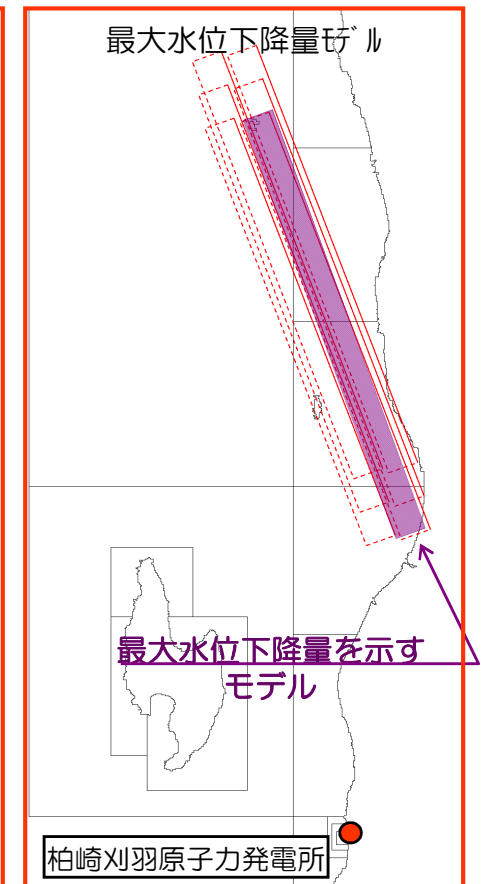 最大水位下降量ﾓﾃﾞﾙ
最大水位下降量を示す
モデル
柏崎刈羽原子力発電所